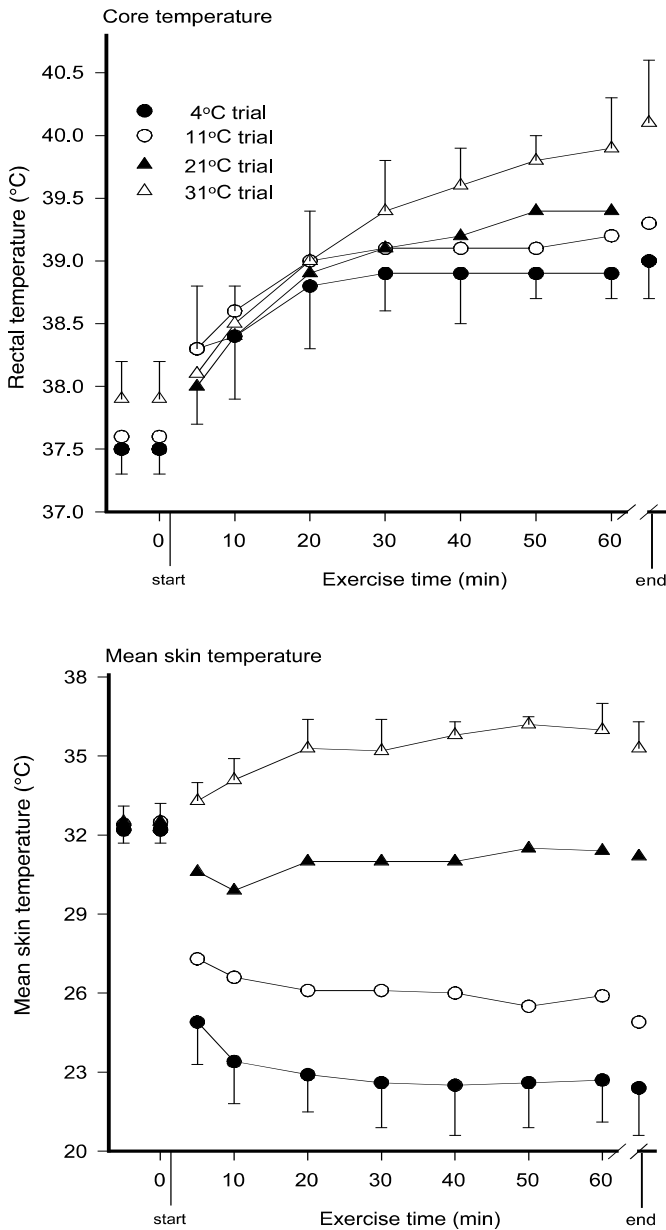 Core temperature
Rectal temperature (°C)
40.5
40.0
39.5
39.0
38.5
38.0
37.5
37.0
4°C trial
11°C trial
21°C trial
31°C trial
0
10
20
30
40
50
60
start
Exercise time (min)
end
Mean skin temperature
Mean skin temperature (°C)
38
35
32
29
26
23
20
0
10
20
30
40
50
60
start
Exercise time (min)
end